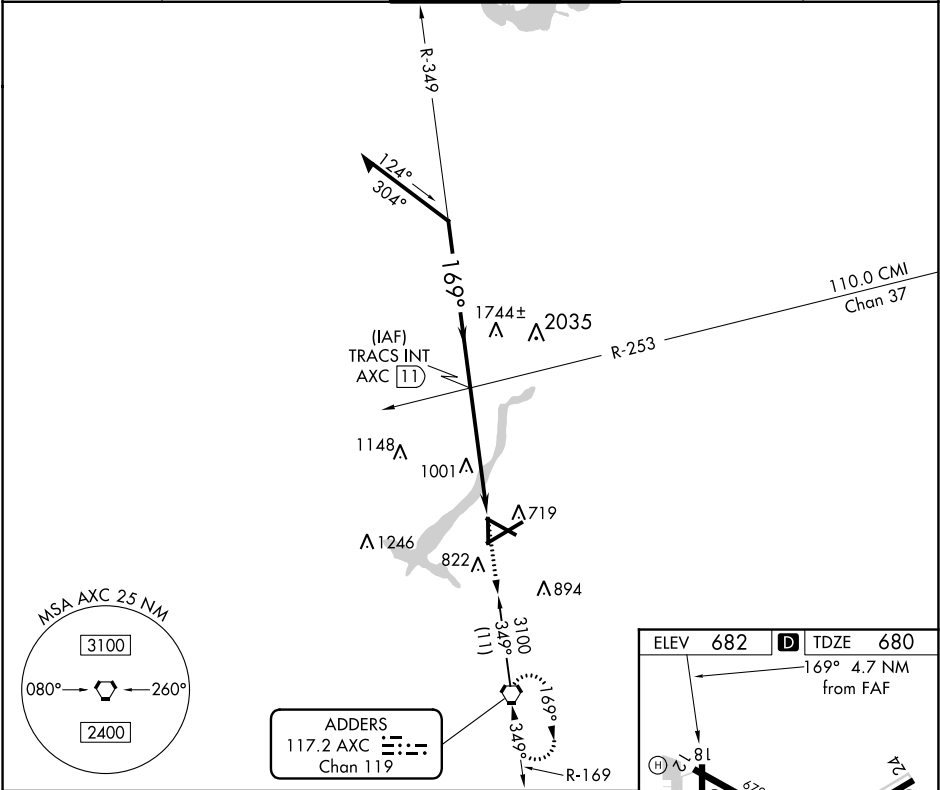 R-349
124°
304°
169°
1744±
2035
110.0 CMI
Chan 37
R-253
(IAF)
TRACS INT
AXC 11
1148
1001
719
1246
822
894
3100
349°
(11)
MSA AXC 25 NM
3100
080°
260°
2400
ADDERS
117.2 AXC
Chan 119
169°
349°
R-169
ELEV 682 D TDZE 680
169° 4.7 NM
from FAF
H
12
18
24